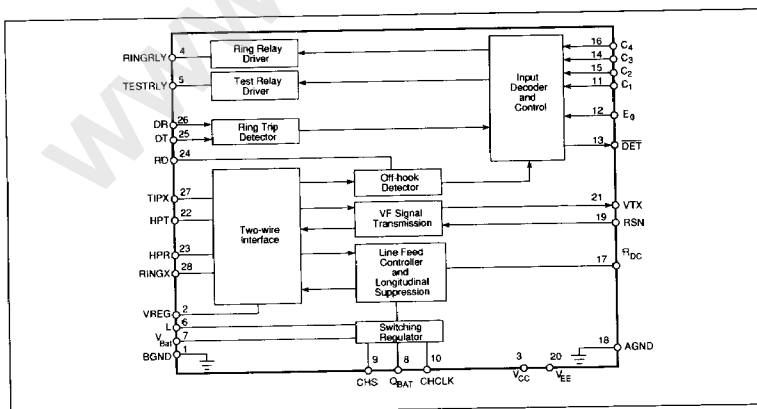 RINGRLY 4 Ring Relay Driver
16 C4
14 C3
15 C2
TESTRLY 5 Test Relay Driver
11 C1
Input Decoder and Control
12 E0
DR 26
DT 25 Ring Trip Detector
13 DET
RD 24
Off-hook Detector
TIPX 27
21 VTX
HPT 22
VF Signal Transmission
19 RSN
Two-wire Interface
HPR 23
RINGX 28
Line Feed Controller and Longitudinal Suppression
17 RDC
VREG 2
L 6
VBat 7
Switching Regulator
BGND 1
18 AGND
9 8 10 3 20
CHS QBAT CHCLK VCC VEE